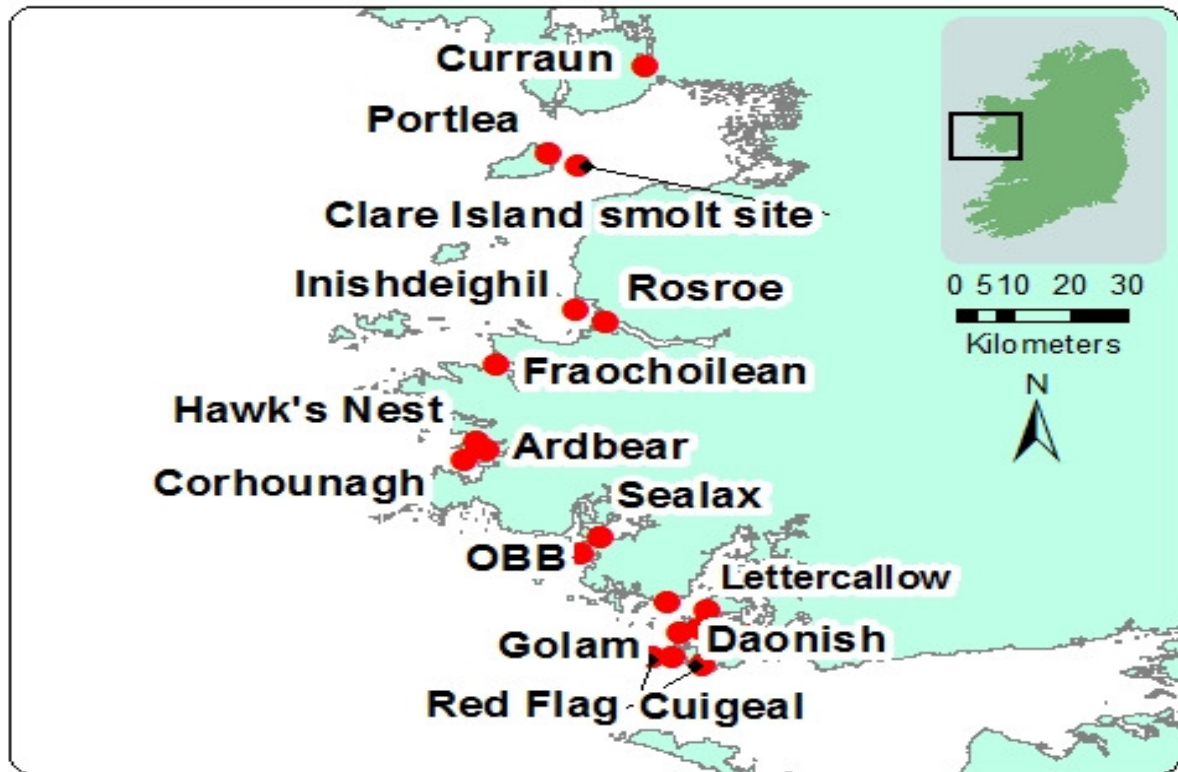 Curraun
Portlea
Clare Island smolt site
Inishdeighil
Rosroe
0 5 10 20 30
Kilometers
N
Fraochoilean
Hawk's Nest
Ardbear
Corhounagh
Sealax
OBB
Lettercallow
Golam
Daonish
Red Flag
Cuigeal